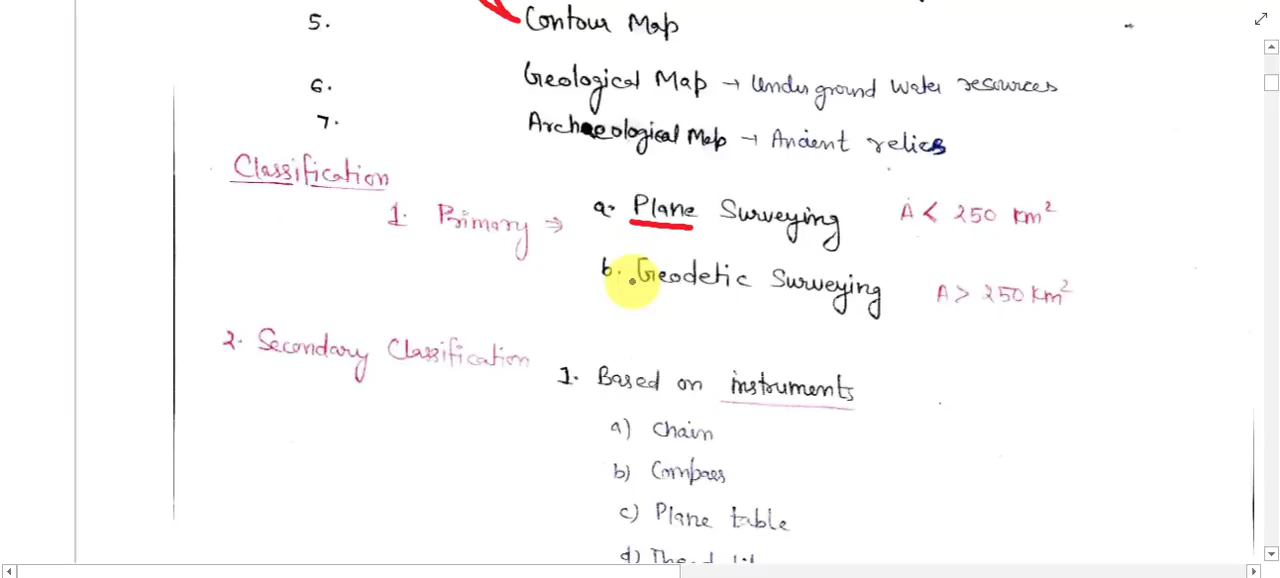 5. Contour Map
6. Geological Map → Underground Water resources
7. Archaeological Map → Ancient relics
Classification
1. Primary ⇒ a. Plane Surveying A < 250 km²
b. Geodetic Surveying A > 250 km²
2. Secondary Classification
1. Based on instruments
a) Chain
b) Compass
c) Plane table
d)